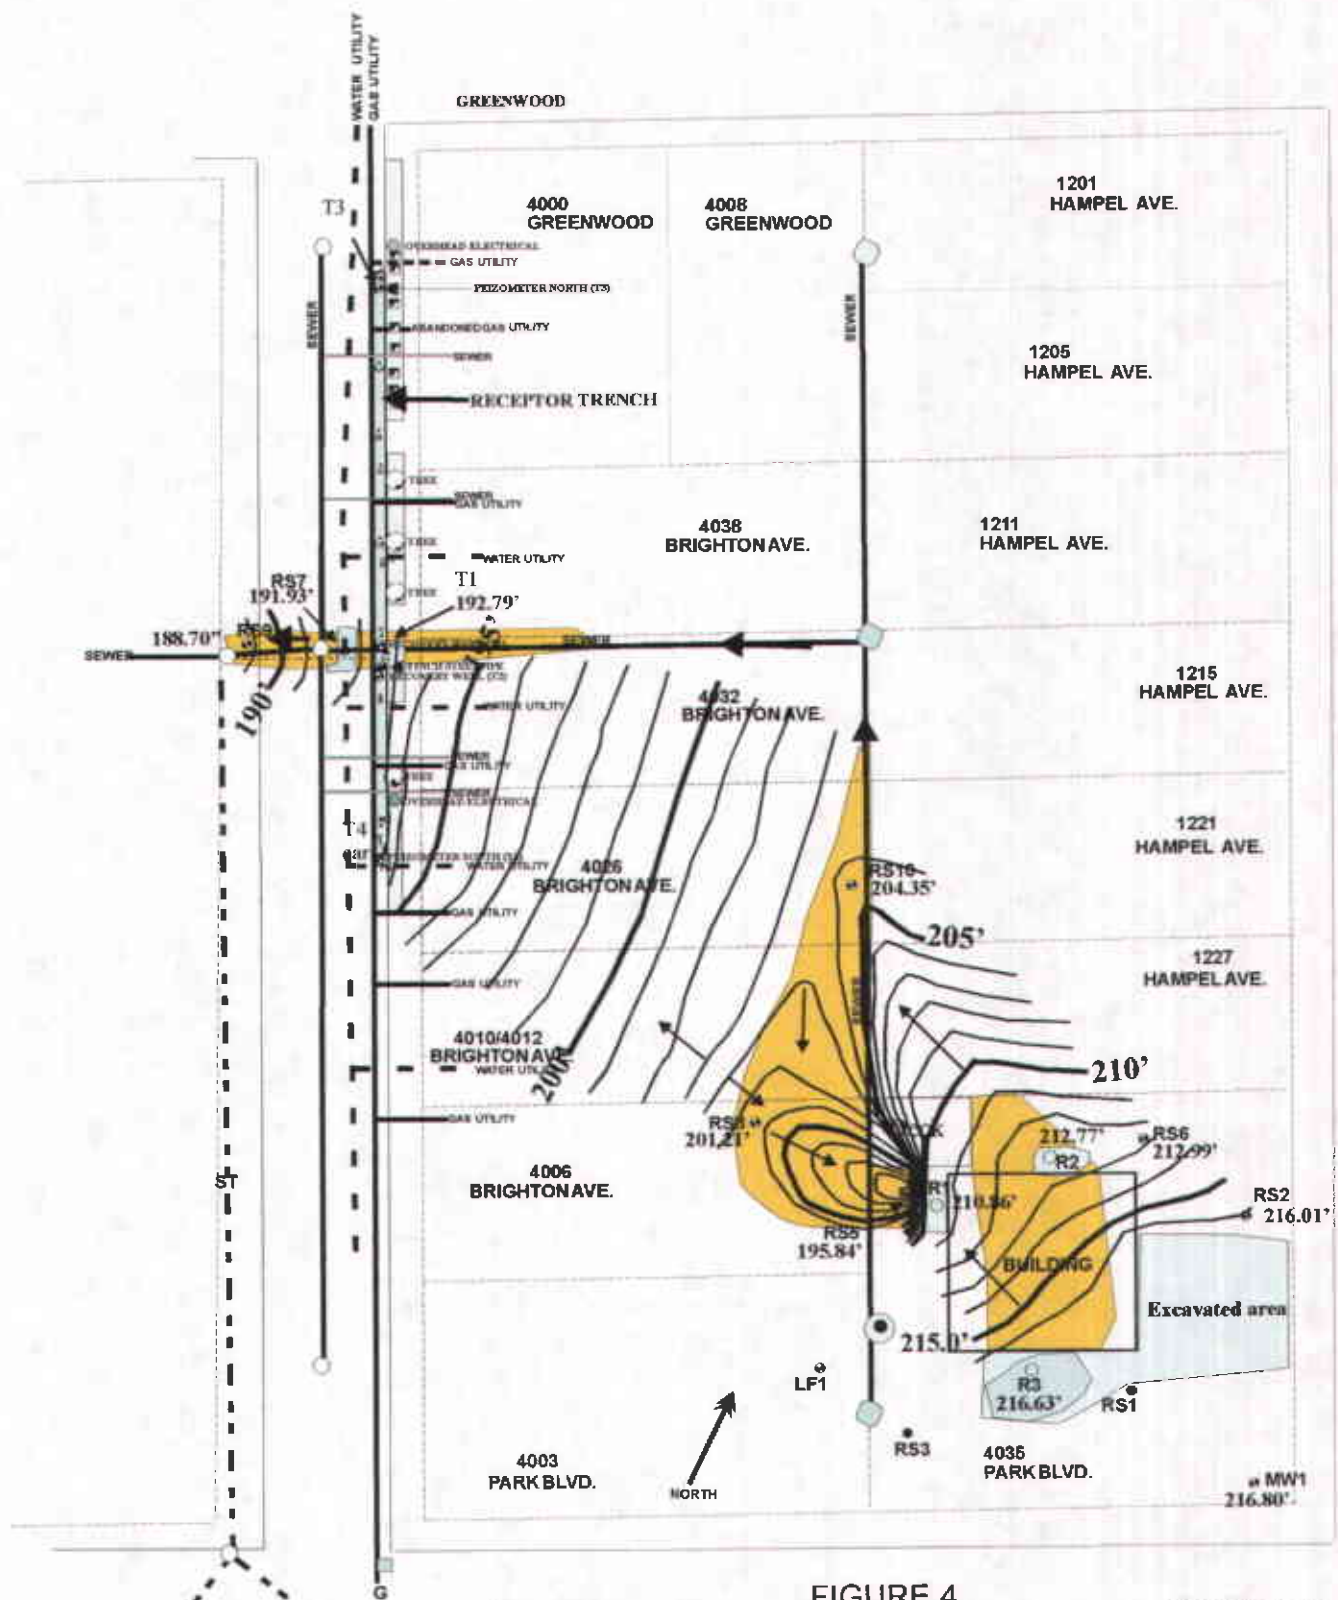 WATER UTILITY
GAS UTILITY
GREENWOOD
4000
GREENWOOD
4008
GREENWOOD
1201
HAMPEL AVE.
T3
OVERHEAD ELECTRICAL
GAS UTILITY
PEIZOMETER NORTH (T3)
SEWER
SEWER
ABANDONED GAS UTILITY
SEWER
1205
HAMPEL AVE.
RECEPTOR TRENCH
TREE
SEWER
GAS UTILITY
4038
BRIGHTON AVE.
1211
HAMPEL AVE.
TREE
WATER UTILITY
RS7
191.93'
T1
192.79'
TREE
188.70"
SEWER
SEWER
190'
RECOVERY WELL
WATER UTILITY
4032
BRIGHTON AVE.
1215
HAMPEL AVE.
SEWER
GAS UTILITY
TREE
SEWER
OVERHEAD ELECTRICAL
T4
WATER UTILITY
4026
BRIGHTON AVE.
1221
HAMPEL AVE.
RS10
204.35'
GAS UTILITY
205'
1227
HAMPEL AVE.
GAS UTILITY
SEWER
4010/4012
BRIGHTON AVE.
WATER UTILITY
200'
210'
GAS UTILITY
201.21'
212.77'
R2
RS6
212.99'
4006
BRIGHTON AVE.
ST
210.86'
RS2
216.01'
RS5
195.84'
BUILDING
Excavated area
215.0'
LF1
R3
216.63'
RS1
RS3
4003
PARK BLVD.
NORTH
4035
PARK BLVD.
MW1
216.80'
G
FIGURE 4